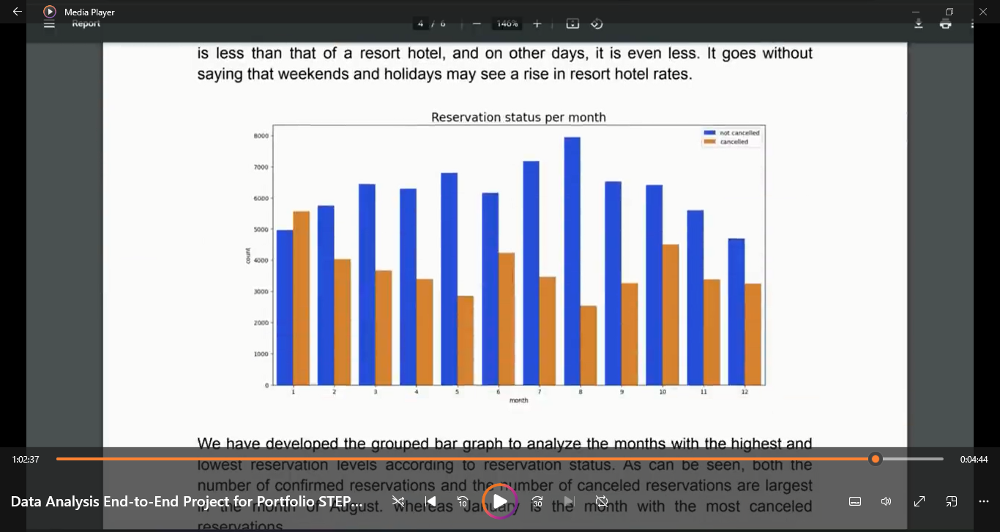 Media Player
Report
4 / 6
146%
is less than that of a resort hotel, and on other days, it is even less. It goes without
saying that weekends and holidays may see a rise in resort hotel rates.
Reservation status per month
not cancelled
cancelled
8000
7000
6000
5000
4000
3000
2000
1000
0
count
1 2 3 4 5 6 7 8 9 10 11 12
month
We have developed the grouped bar graph to analyze the months with the highest and
lowest reservation levels according to reservation status. As can be seen, both the
number of confirmed reservations and the number of canceled reservations are largest
in the month of August. whereas January is the month with the most canceled
reservations.
1:02:37
0:04:44
Data Analysis End-to-End Project for Portfolio STEP...
10
30